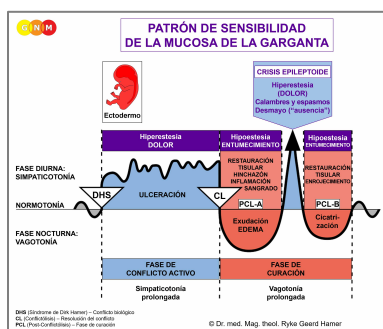 GNM
PATRÓN DE SENSIBILIDAD
DE LA MUCOSA DE LA GARGANTA
CRISIS EPILEPTOIDE
Hiperestesia
(DOLOR)
Calambres y espasmos
Desmayo (“ausencia”)
Ectodermo
Hiperestesia
DOLOR
Hipoestesia
ENTUMECIMIENTO
Hipoestesia
ENTUMECIMIENTO
RESTAURACIÓN
TISULAR
HINCHAZÓN
INFLAMACIÓN
SANGRADO
RESTAURACIÓN
TISULAR
ENROJECIMIENTO
FASE DIURNA:
SIMPATICOTONÍA
DHS
ULCERACIÓN
CL
PCL-A
PCL-B
NORMOTONÍA
Exudación
EDEMA
Cicatri-
zación
FASE NOCTURNA:
VAGOTONÍA
FASE DE
CONFLICTO ACTIVO
FASE DE
CURACIÓN
Simpaticotonía
prolongada
Vagotonía
prolongada
DHS (Síndrome de Dirk Hamer) – Conflicto biológico
CL (Conflictólisis) – Resolución del conflicto
PCL (Post-Conflictólisis) – Fase de curación
© Dr. med. Mag. theol. Ryke Geerd Hamer